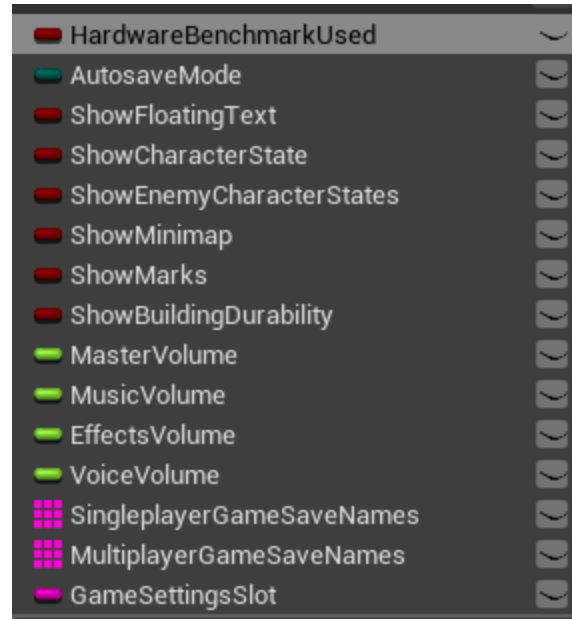 HardwareBenchmarkUsed
AutosaveMode
ShowFloatingText
ShowCharacterState
ShowEnemyCharacterStates
ShowMinimap
ShowMarks
ShowBuildingDurability
MasterVolume
MusicVolume
EffectsVolume
VoiceVolume
SingleplayerGameSaveNames
MultiplayerGameSaveNames
GameSettingsSlot